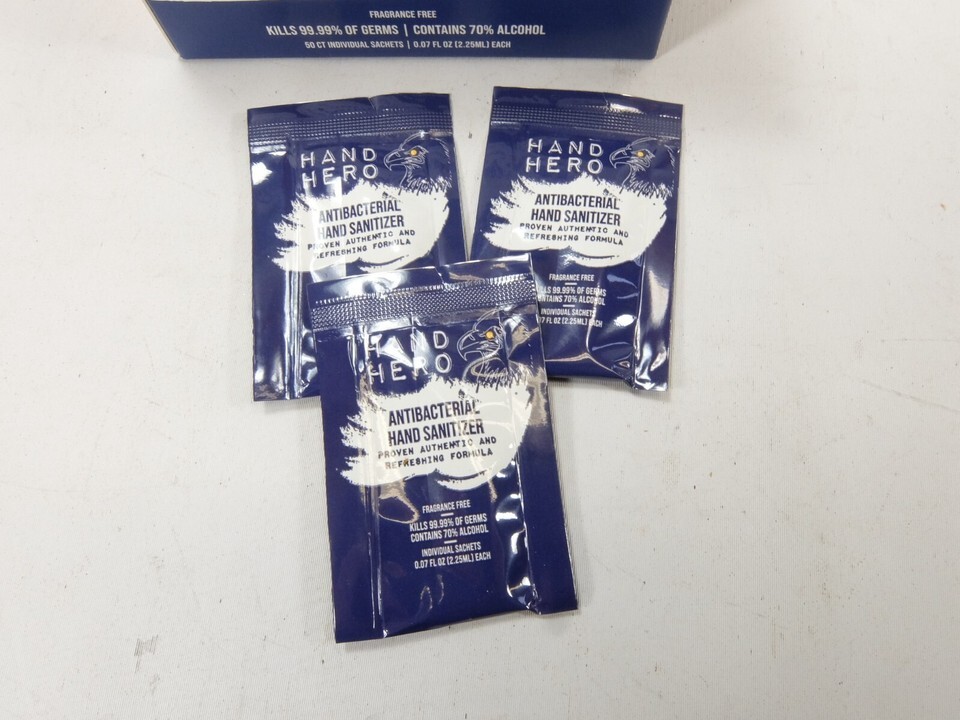 FRAGRANCE FREE
KILLS 99.99% OF GERMS | CONTAINS 70% ALCOHOL
50 CT INDIVIDUAL SACHETS | 0.07 FL OZ (2.25ML) EACH
HAND
HERO
ANTIBACTERIAL
HAND SANITIZER
PROVEN AUTHENTIC AND
REFRESHING FORMULA
HAND
HERO
ANTIBACTERIAL
HAND SANITIZER
PROVEN AUTHENTIC AND
REFRESHING FORMULA
FRAGRANCE FREE
99.99% OF GERMS
70% ALCOHOL
INDIVIDUAL SACHETS
FL OZ (2.25ML) EACH
HAND
HERO
ANTIBACTERIAL
HAND SANITIZER
PROVEN AUTHENTIC AND
REFRESHING FORMULA
FRAGRANCE FREE
KILLS 99.99% OF GERMS
CONTAINS 70% ALCOHOL
INDIVIDUAL SACHETS
0.07 FL OZ (2.25ML) EACH